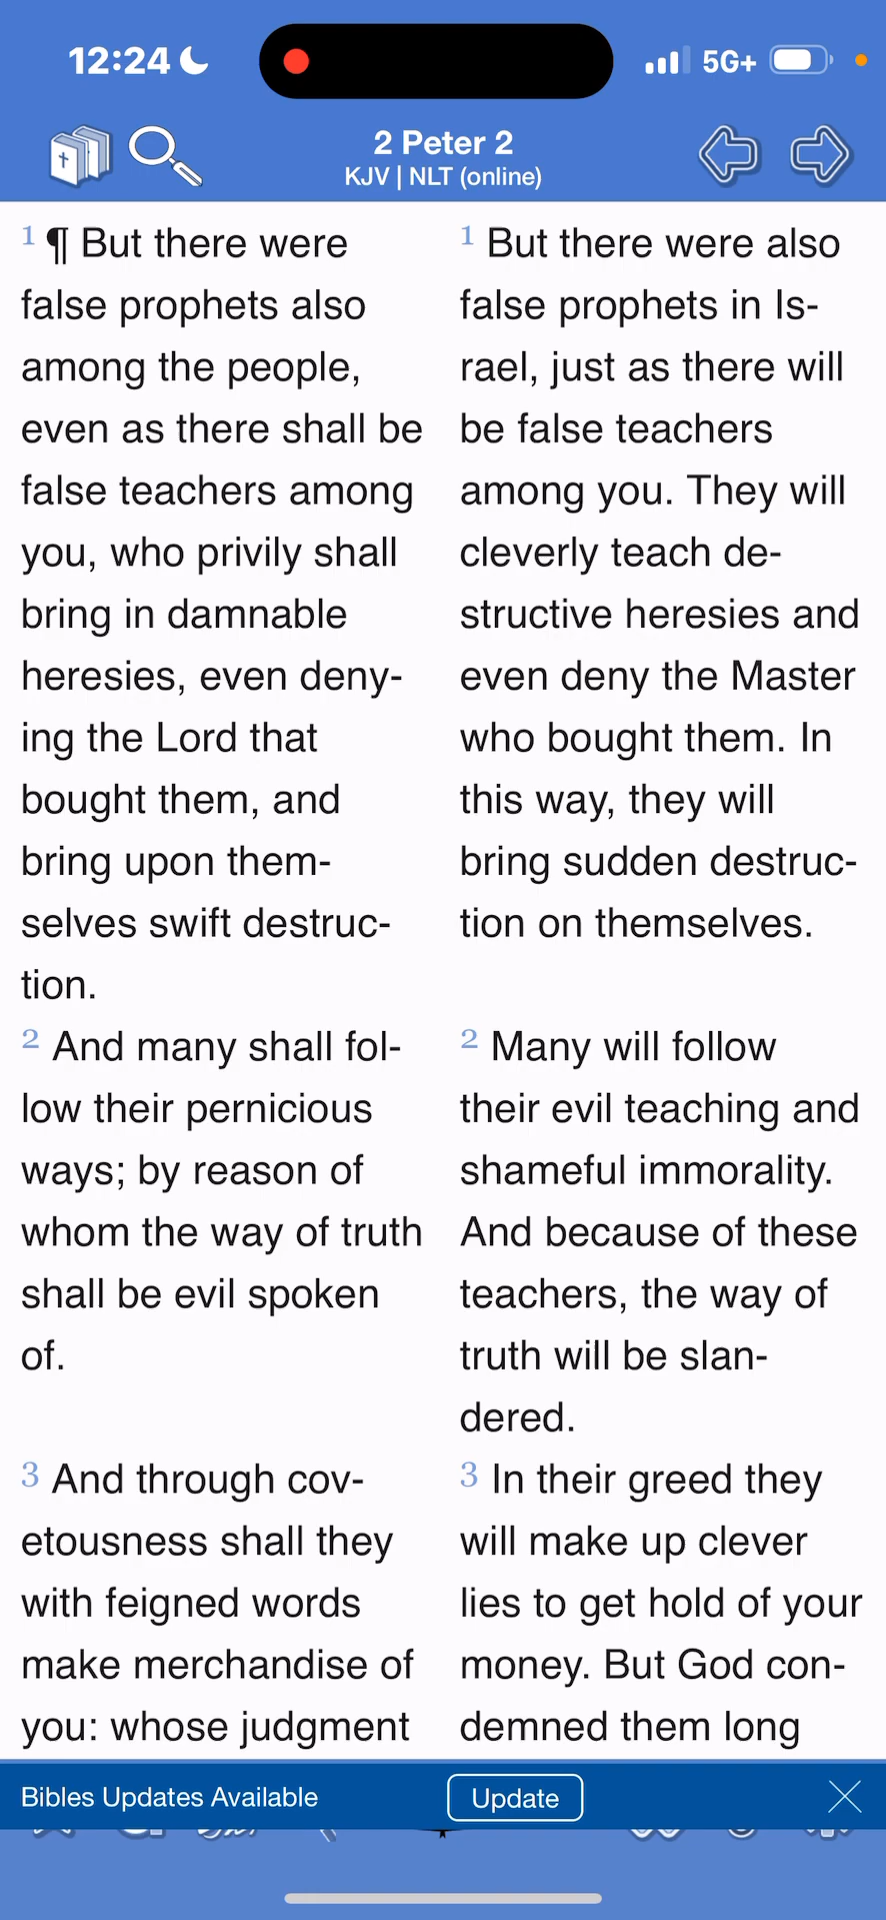 12:24
5G+
2 Peter 2
KJV | NLT (online)
1 ¶ But there were
false prophets also
among the people,
even as there shall be
false teachers among
you, who privily shall
bring in damnable
heresies, even deny-
ing the Lord that
bought them, and
bring upon them-
selves swift destruc-
tion.
1 But there were also
false prophets in Is-
rael, just as there will
be false teachers
among you. They will
cleverly teach de-
structive heresies and
even deny the Master
who bought them. In
this way, they will
bring sudden destruc-
tion on themselves.
2 And many shall fol-
low their pernicious
ways; by reason of
whom the way of truth
shall be evil spoken
of.
2 Many will follow
their evil teaching and
shameful immorality.
And because of these
teachers, the way of
truth will be slan-
dered.
3 And through cov-
etousness shall they
with feigned words
make merchandise of
you: whose judgment
3 In their greed they
will make up clever
lies to get hold of your
money. But God con-
demned them long
Bibles Updates Available
Update